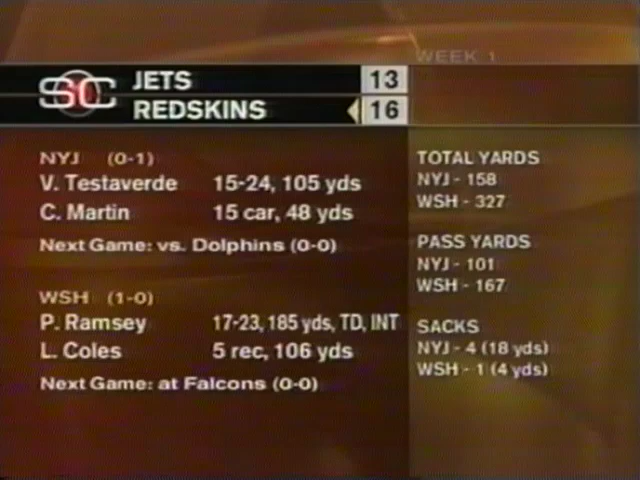 WEEK 1
SC JETS 13
REDSKINS 16
NYJ (0-1)
V. Testaverde 15-24, 105 yds
C. Martin 15 car, 48 yds
Next Game: vs. Dolphins (0-0)
WSH (1-0)
P. Ramsey 17-23, 185 yds, TD, INT
L. Coles 5 rec, 106 yds
Next Game: at Falcons (0-0)
TOTAL YARDS
NYJ - 158
WSH - 327
PASS YARDS
NYJ - 101
WSH - 167
SACKS
NYJ - 4 (18 yds)
WSH - 1 (4 yds)